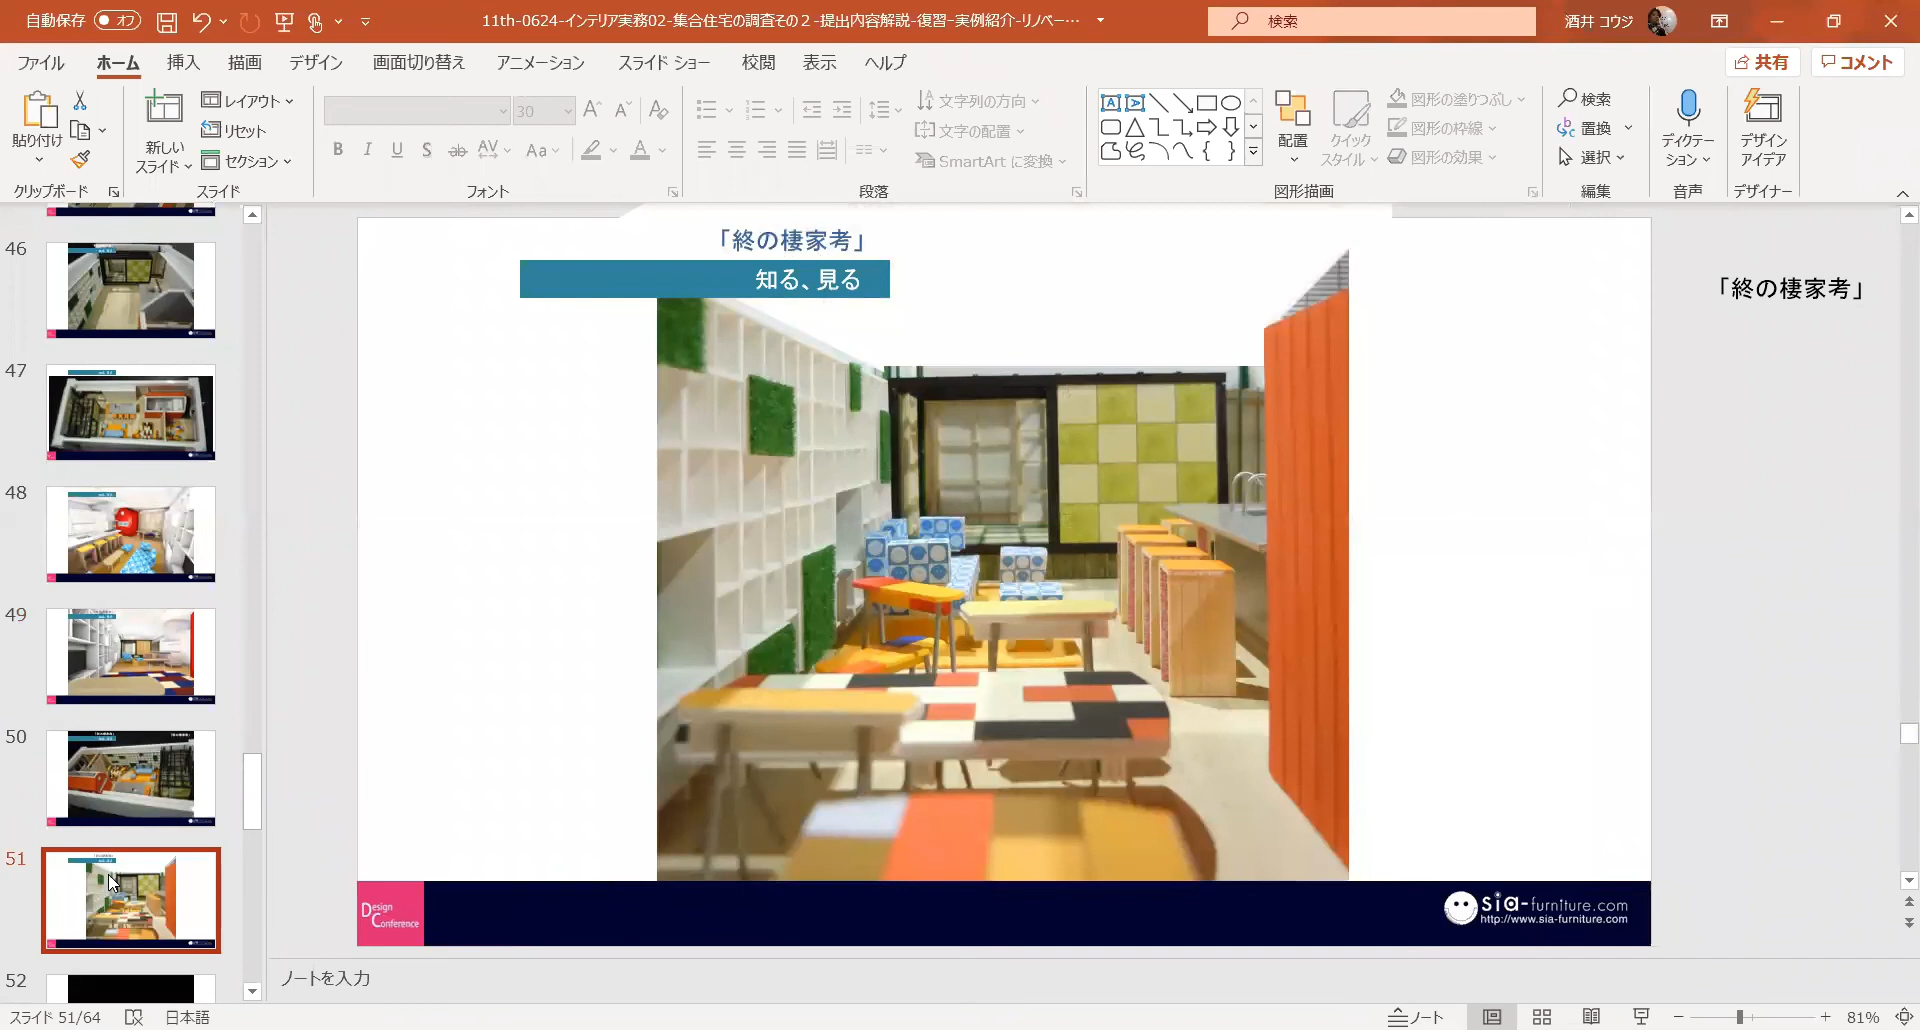 自動保存 オフ
11th-0624-インテリア実務02-集合住宅の調査その２-提出内容解説-復習-実例紹介-リノベー…
検索
酒井 コウジ
ファイル ホーム 挿入 描画 デザイン 画面切り替え アニメーション スライド ショー 校閲 表示 ヘルプ
共有 コメント
貼り付け
クリップボード
新しい
スライド
レイアウト
リセット
セクション
スライド
30
フォント
文字列の方向
文字の配置
SmartArt に変換
段落
配置
クイック
スタイル
図形の塗りつぶし
図形の枠線
図形の効果
図形描画
検索
置換
選択
編集
ディクテー
ション
音声
デザイン
アイデア
デザイナー
46
47
48
49
50
51
52
「終の棲家考」
知る、見る
「終の棲家考」
Design
Conference
sia-furniture.com
http://www.sia-furniture.com
ノートを入力
スライド 51/64 日本語
ノート
81%